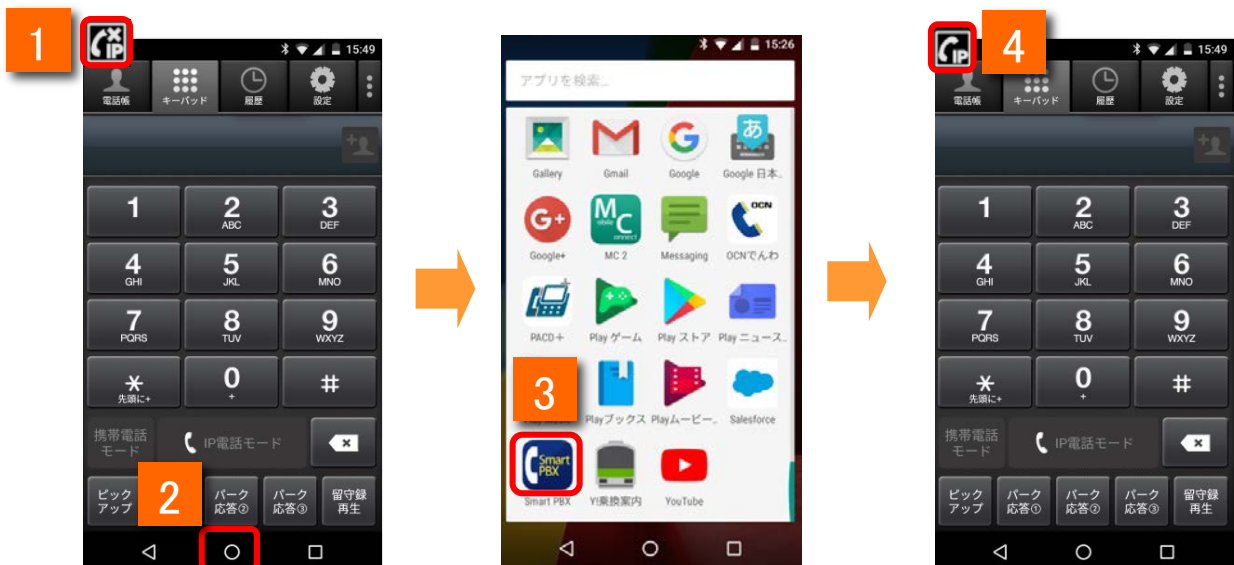 1
IP
15:49
電話帳 キーパッド 履歴 設定
1 2 3
ABC DEF
4 5 6
GHI JKL MNO
7 8 9
PQRS TUV WXYZ
* 0 #
先頭に+ +
携帯電話
モード
IP電話モード
ピック
アップ
2
パーク
応答②
パーク
応答③
留守録
再生
15:26
アプリを検索...
Gallery Gmail Google Google 日本..
あ
G+ MC mobile connect OCN
Google+ MC 2 Messaging OCNでんわ
PACD+ Play ゲーム Play ストア Play ニュース..
3
Playブックス Playムービー.. Salesforce
Smart
PBX
Smart PBX Y!乗換案内 YouTube
IP
4
15:49
電話帳 キーパッド 履歴 設定
1 2 3
ABC DEF
4 5 6
GHI JKL MNO
7 8 9
PQRS TUV WXYZ
* 0 #
先頭に+ +
携帯電話
モード
IP電話モード
ピック
アップ
パーク
応答①
パーク
応答②
パーク
応答③
留守録
再生